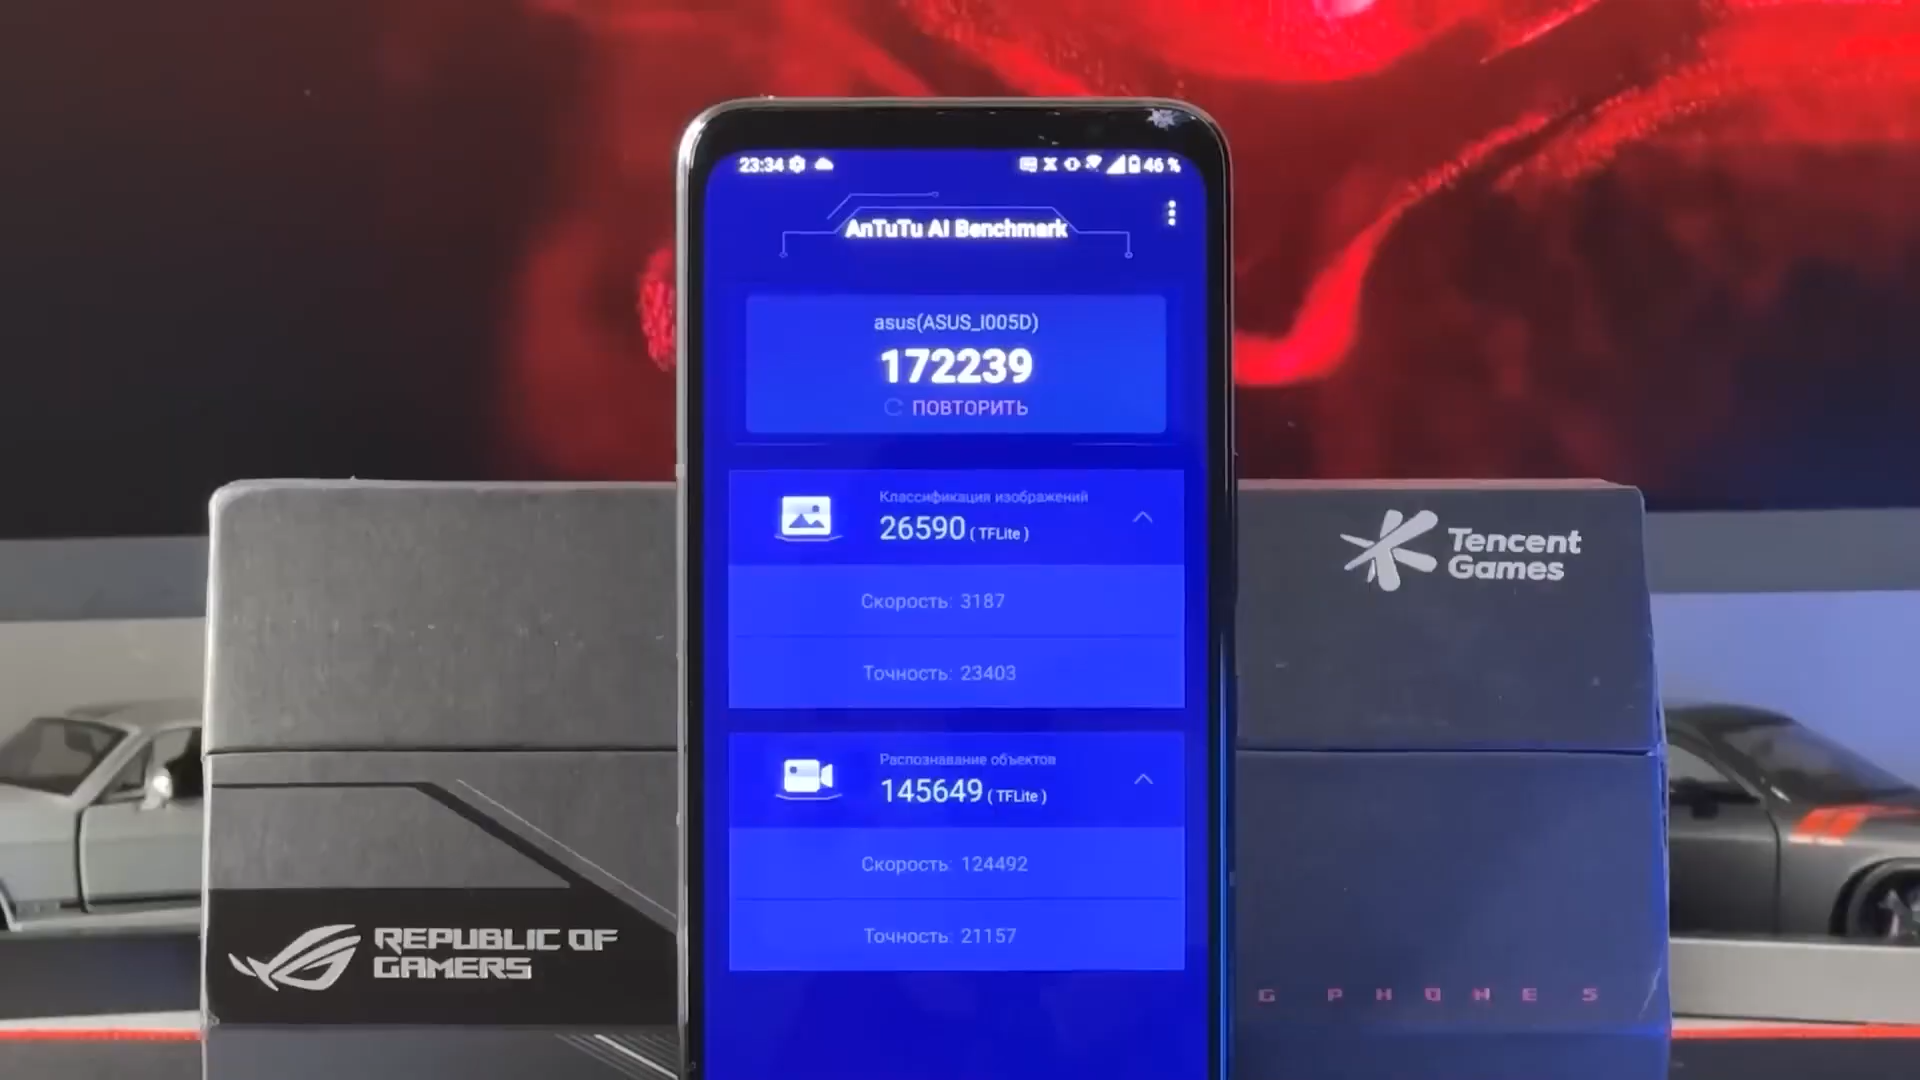 23:34
46 %
AnTuTu AI Benchmark
asus(ASUS_I005D)
172239
ПОВТОРИТЬ
Классификация изображений
26590 ( TFLite )
Скорость: 3187
Точность: 23403
Распознавание объектов
145649 ( TFLite )
Скорость: 124492
Точность: 21157
Tencent
Games
REPUBLIC OF
GAMERS
G PHONE 5